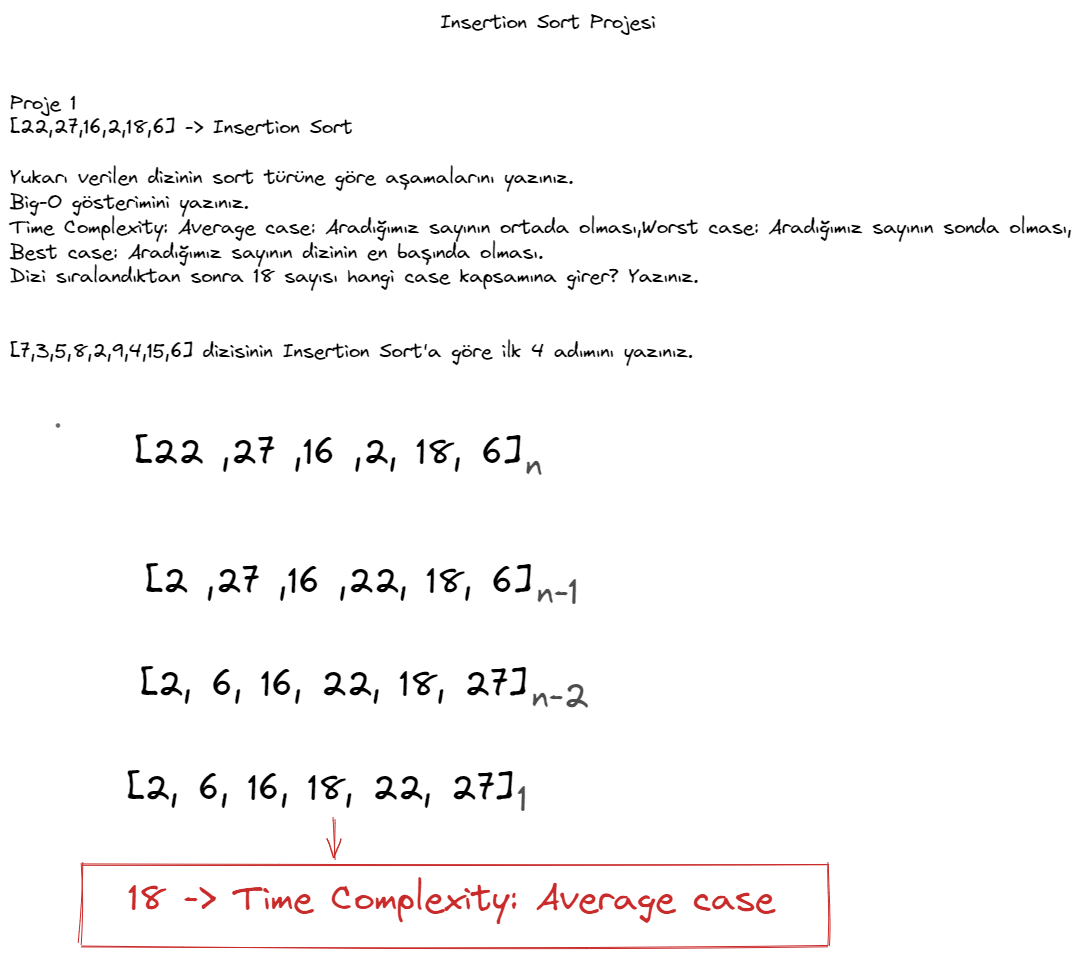 Insertion Sort Projesi
Proje 1
[22,27,16,2,18,6] -> Insertion Sort
Yukarı verilen dizinin sort türüne göre aşamalarını yazınız.
Big-O gösterimini yazınız.
Time Complexity: Average case: Aradığımız sayının ortada olması,Worst case: Aradığımız sayının sonda olması,
Best case: Aradığımız sayının dizinin en başında olması.
Dizi sıralandıktan sonra 18 sayısı hangi case kapsamına girer? Yazınız.
[7,3,5,8,2,9,4,15,6] dizisinin Insertion Sort'a göre ilk 4 adımını yazınız.
[22 ,27 ,16 ,2, 18, 6]n
[2 ,27 ,16 ,22, 18, 6]n-1
[2, 6, 16, 22, 18, 27]n-2
[2, 6, 16, 18, 22, 27]1
18 -> Time Complexity: Average case